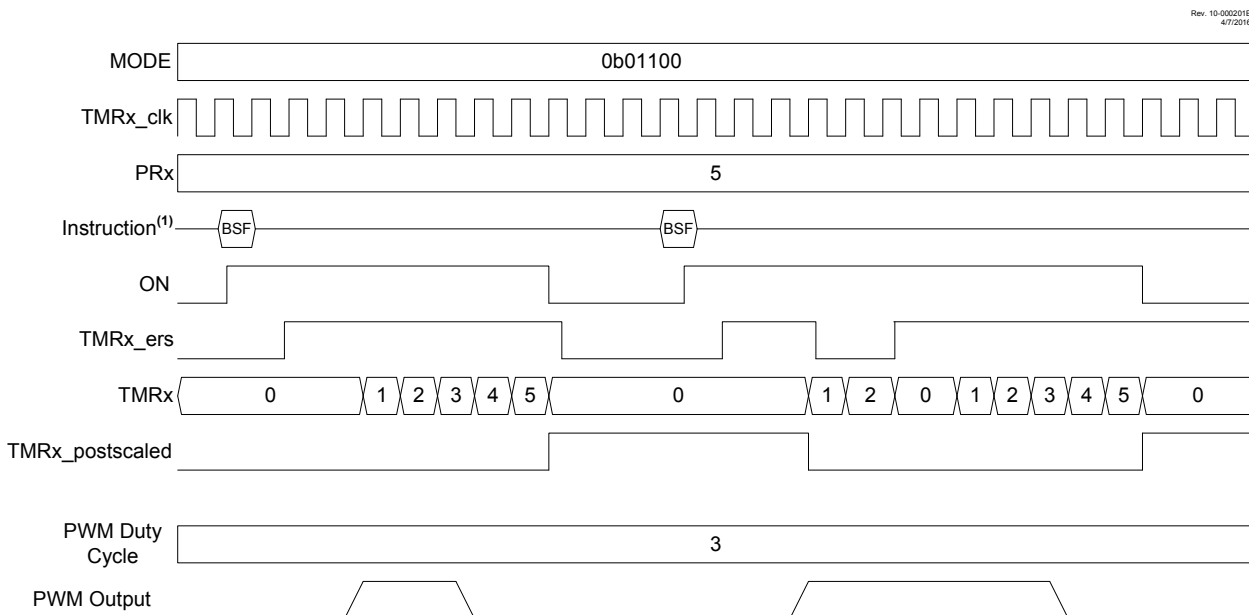 Rev. 10-000201B
4/7/2016
MODE 0b01100
TMRx_clk
PRx 5
Instruction(1) BSF BSF
ON
TMRx_ers
TMRx 0 1 2 3 4 5 0 1 2 0 1 2 3 4 5 0
TMRx_postscaled
PWM Duty
Cycle 3
PWM Output